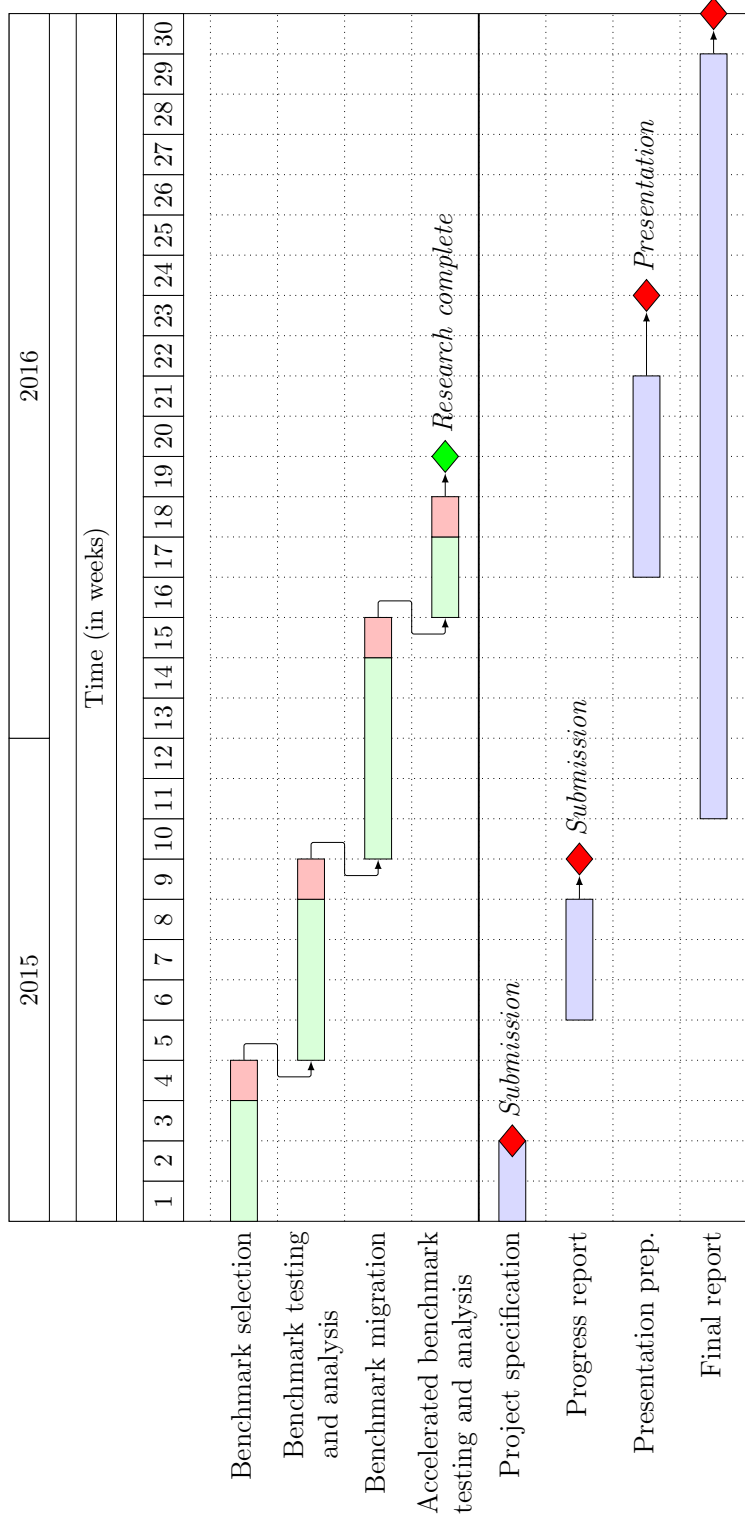 2015
2016
Time (in weeks)
1 2 3 4 5 6 7 8 9 10 11 12 13 14 15 16 17 18 19 20 21 22 23 24 25 26 27 28 29 30
Benchmark selection
Benchmark testing
and analysis
Benchmark migration
Accelerated benchmark
testing and analysis
Research complete
Project specification
Submission
Progress report
Submission
Presentation prep.
Presentation
Final report